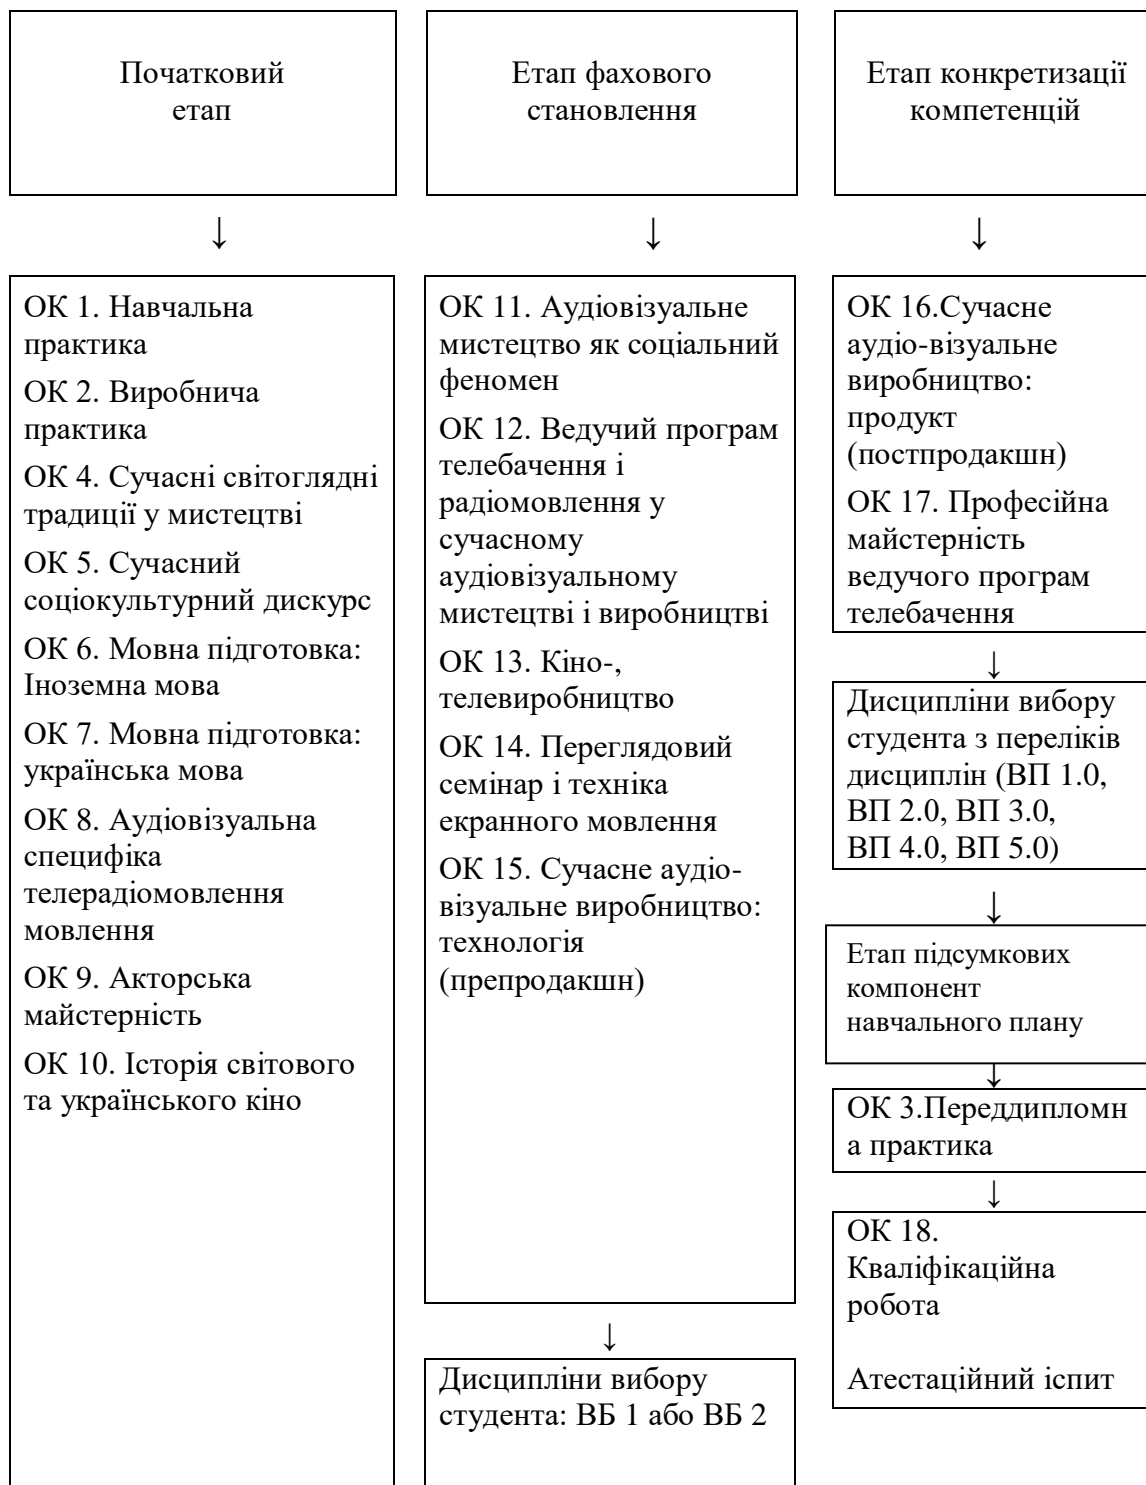 Початковий
етап
↓
ОК 1. Навчальна
практика
ОК 2. Виробнича
практика
ОК 4. Сучасні світоглядні
традиції у мистецтві
ОК 5. Сучасний
соціокультурний дискурс
ОК 6. Мовна підготовка:
Іноземна мова
ОК 7. Мовна підготовка:
українська мова
ОК 8. Аудіовізуальна
специфіка
телерадіомовлення
мовлення
ОК 9. Акторська
майстерність
ОК 10. Історія світового
та українського кіно
Етап фахового
становлення
↓
ОК 11. Аудіовізуальне
мистецтво як соціальний
феномен
ОК 12. Ведучий програм
телебачення і
радіомовлення у
сучасному
аудіовізуальному
мистецтві і виробництві
ОК 13. Кіно-,
телевиробництво
ОК 14. Переглядовий
семінар і техніка
екранного мовлення
ОК 15. Сучасне аудіо-
візуальне виробництво:
технологія
(препродакшн)
↓
Дисципліни вибору
студента: ВБ 1 або ВБ 2
Етап конкретизації
компетенцій
↓
ОК 16.Сучасне
аудіо-візуальне
виробництво:
продукт
(постпродакшн)
ОК 17. Професійна
майстерність
ведучого програм
телебачення
↓
Дисципліни вибору
студента з переліків
дисциплін (ВП 1.0,
ВП 2.0, ВП 3.0,
ВП 4.0, ВП 5.0)
↓
Етап підсумкових
компонент
навчального плану
↓
ОК 3.Переддипломн
а практика
↓
ОК 18.
Кваліфікаційна
робота
Атестаційний іспит